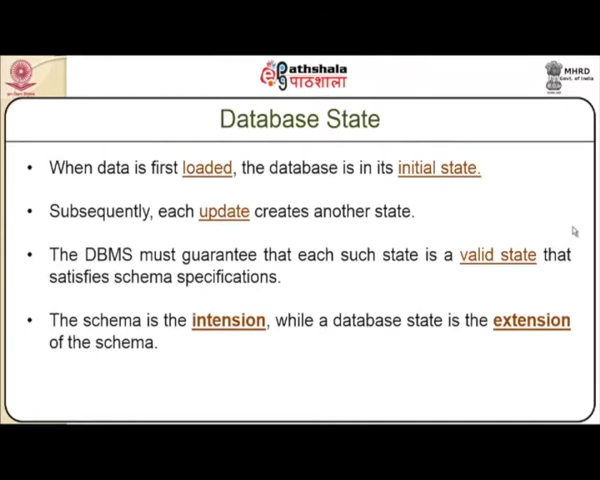 Pathshala
पाठशाला
MHRD
Govt. of India
Database State
• When data is first loaded, the database is in its initial state.
• Subsequently, each update creates another state.
• The DBMS must guarantee that each such state is a valid state that
satisfies schema specifications.
• The schema is the intension, while a database state is the extension
of the schema.